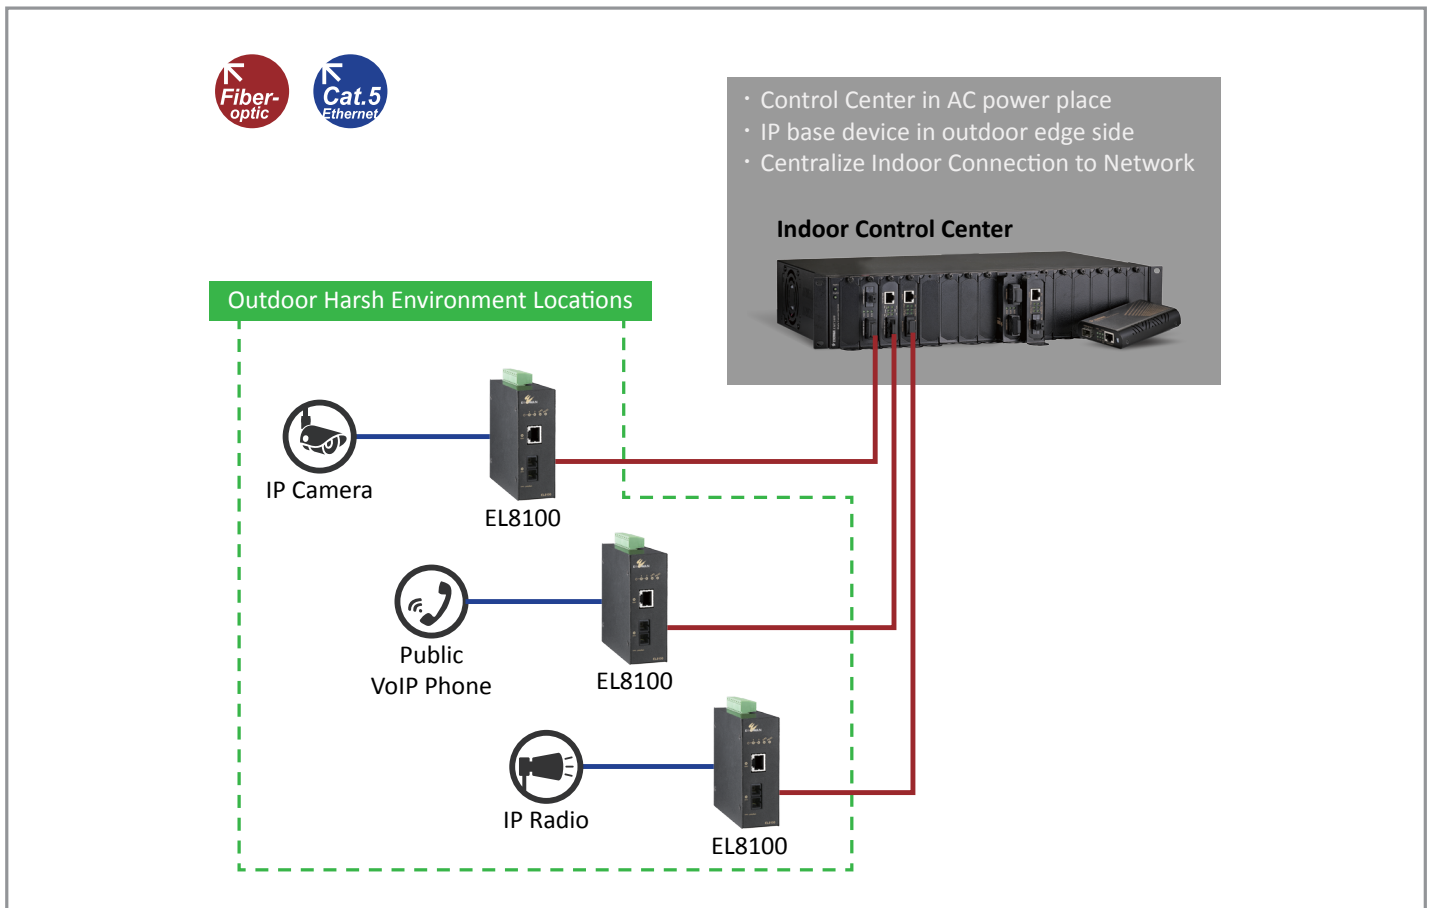 Fiber-
optic
Cat.5
Ethernet
· Control Center in AC power place
· IP base device in outdoor edge side
· Centralize Indoor Connection to Network
Indoor Control Center
Outdoor Harsh Environment Locations
IP Camera
EL8100
Public
VoIP Phone
EL8100
IP Radio
EL8100